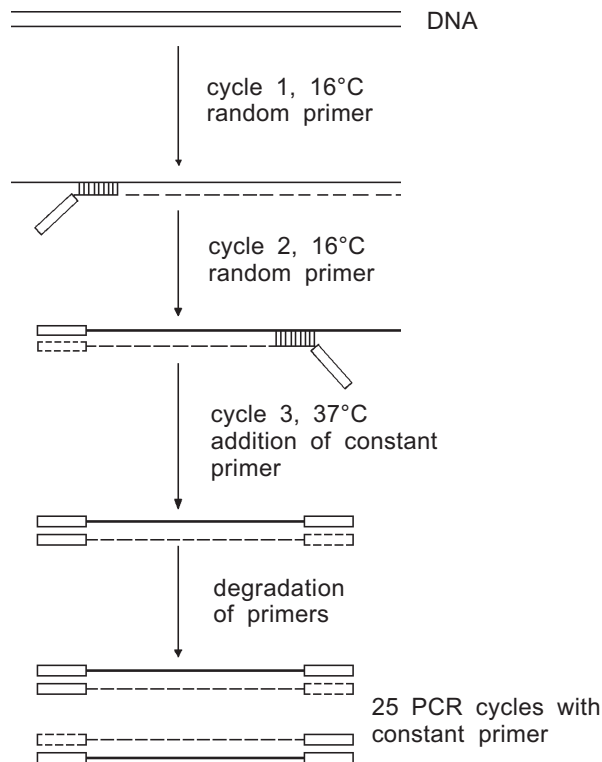 DNA
cycle 1, 16°C
random primer
cycle 2, 16°C
random primer
cycle 3, 37°C
addition of constant
primer
degradation
of primers
25 PCR cycles with
constant primer